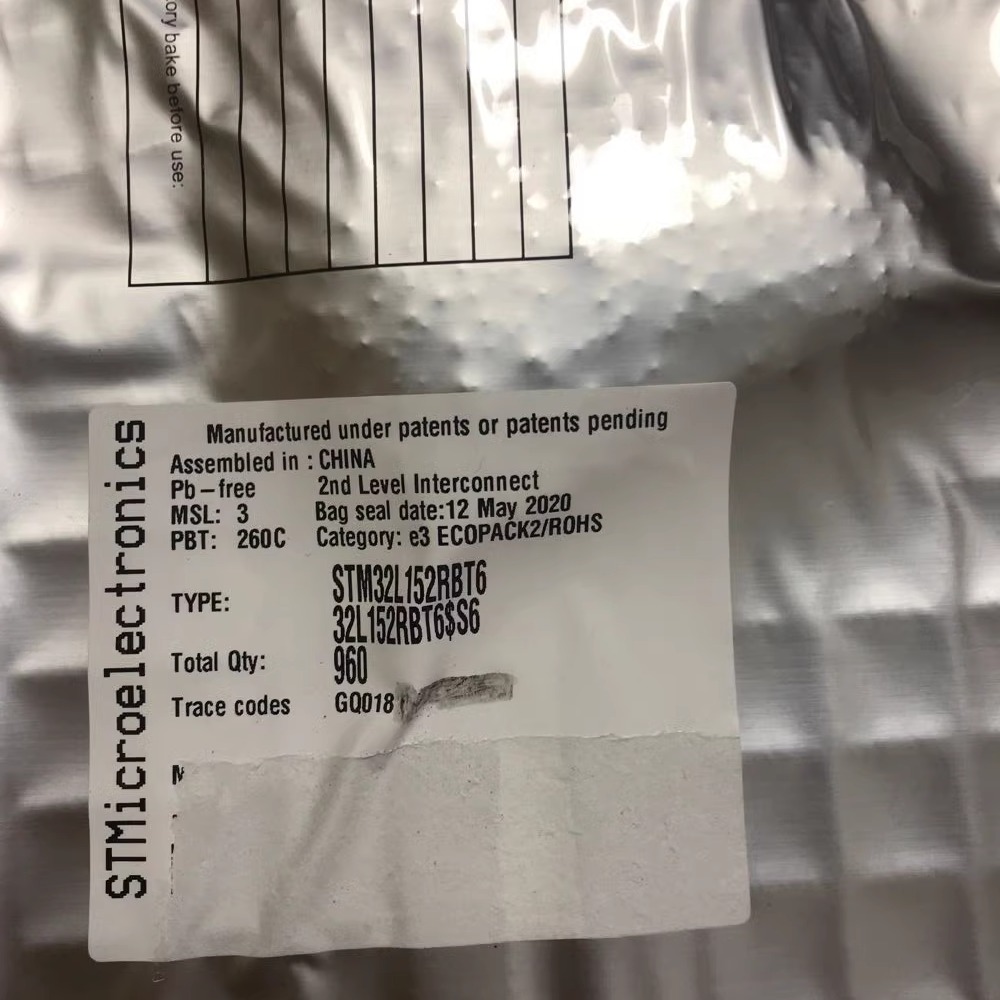 ory bake before use:
STMicroelectronics
Manufactured under patents or patents pending
Assembled in : CHINA
Pb-free 2nd Level Interconnect
MSL: 3 Bag seal date:12 May 2020
PBT: 260C Category: e3 ECOPACK2/ROHS
TYPE: STM32L152RBT6
32L152RBT6$S6
Total Qty: 960
Trace codes GQ018